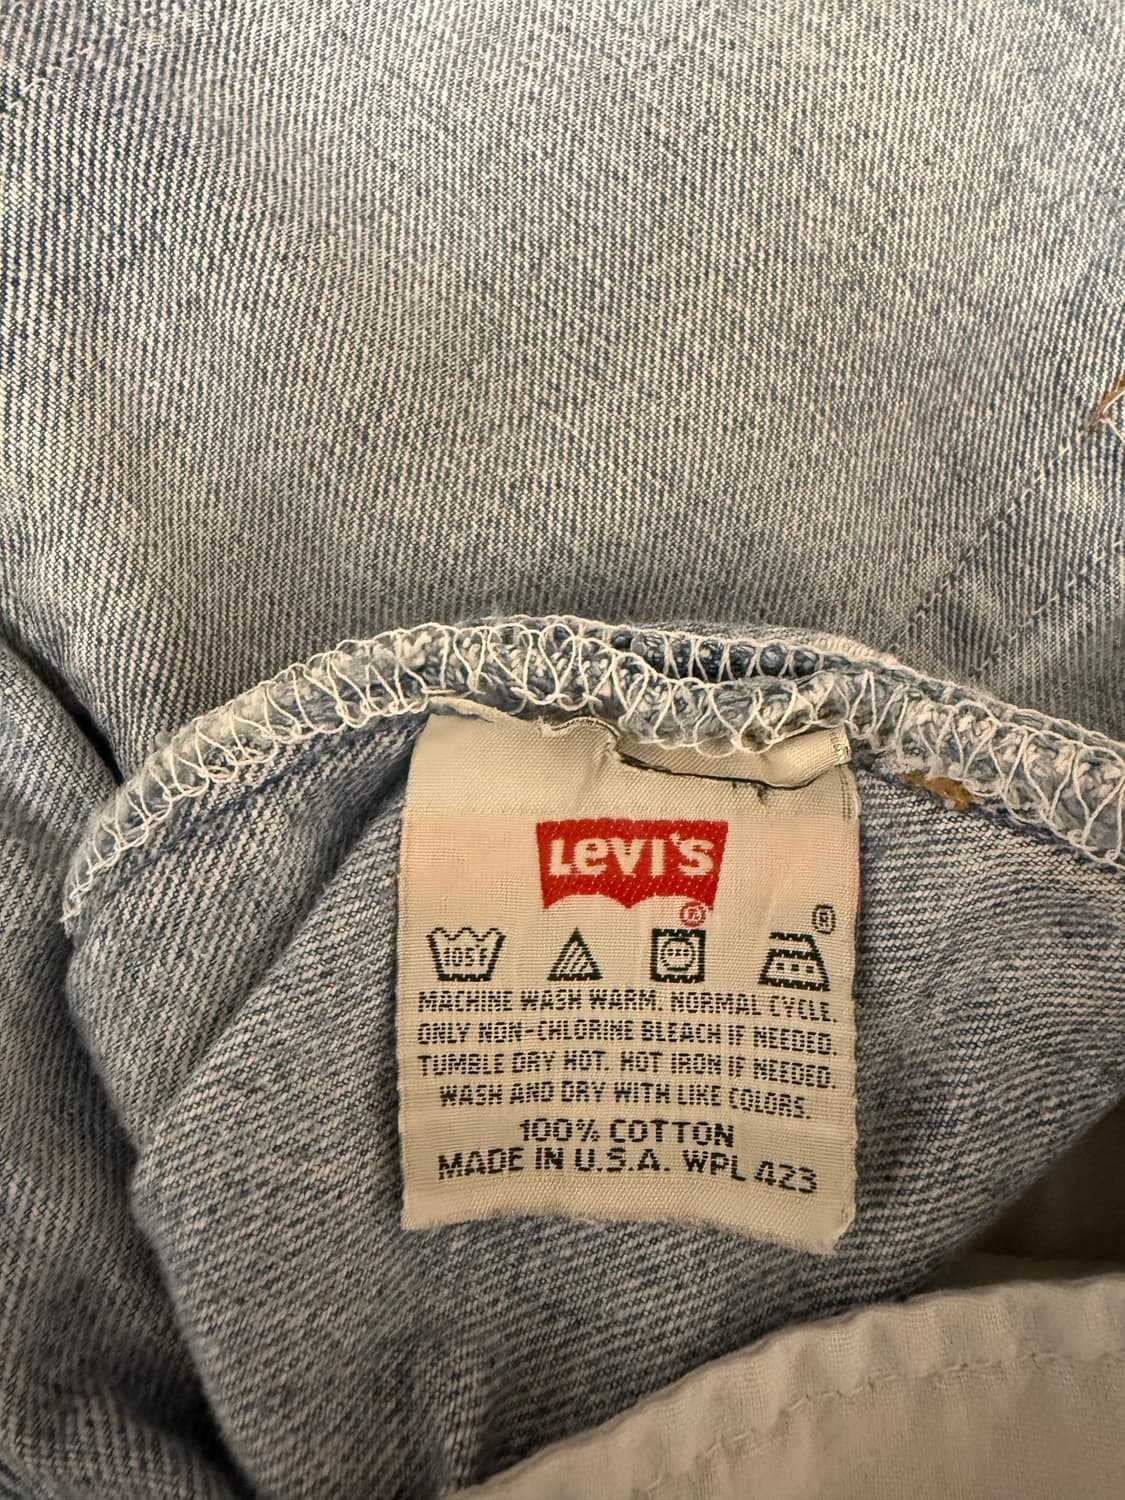 Levi's
®
®
105F
MACHINE WASH WARM. NORMAL CYCLE.
ONLY NON-CHLORINE BLEACH IF NEEDED.
TUMBLE DRY HOT. HOT IRON IF NEEDED.
WASH AND DRY WITH LIKE COLORS.
100% COTTON
MADE IN U.S.A. WPL 423